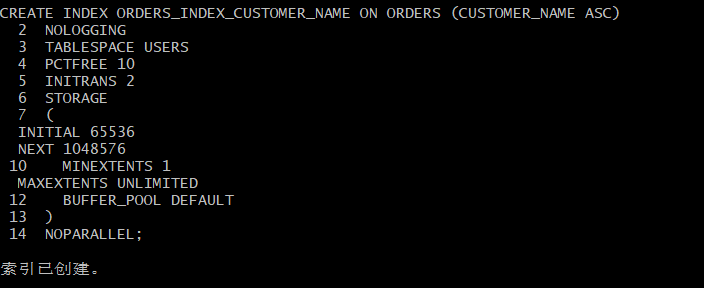 CREATE INDEX ORDERS_INDEX_CUSTOMER_NAME ON ORDERS (CUSTOMER_NAME ASC)
2 NOLOGGING
3 TABLESPACE USERS
4 PCTFREE 10
5 INITRANS 2
6 STORAGE
7 (
INITIAL 65536
NEXT 1048576
10 MINEXTENTS 1
MAXEXTENTS UNLIMITED
12 BUFFER_POOL DEFAULT
13 )
14 NOPARALLEL;
索引已创建。